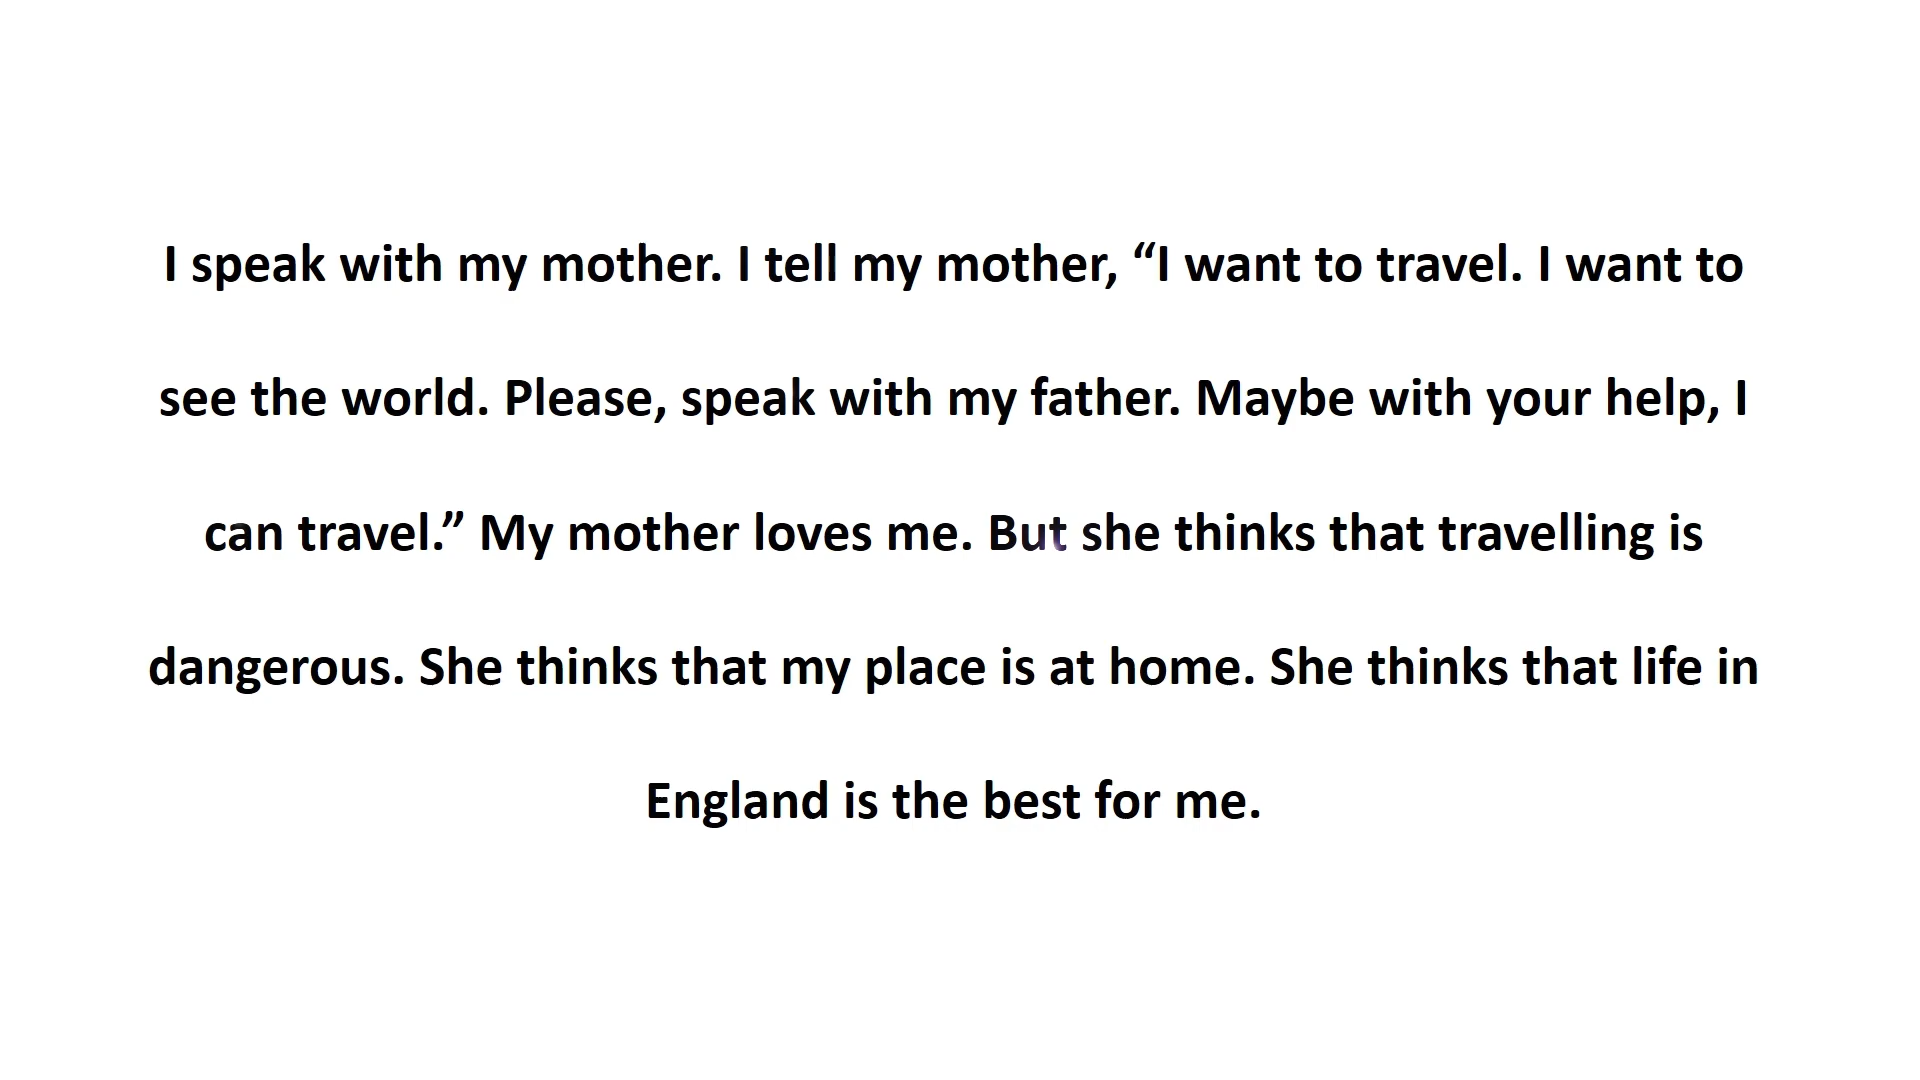 I speak with my mother. I tell my mother, “I want to travel. I want to
see the world. Please, speak with my father. Maybe with your help, I
can travel.” My mother loves me. But she thinks that travelling is
dangerous. She thinks that my place is at home. She thinks that life in
England is the best for me.